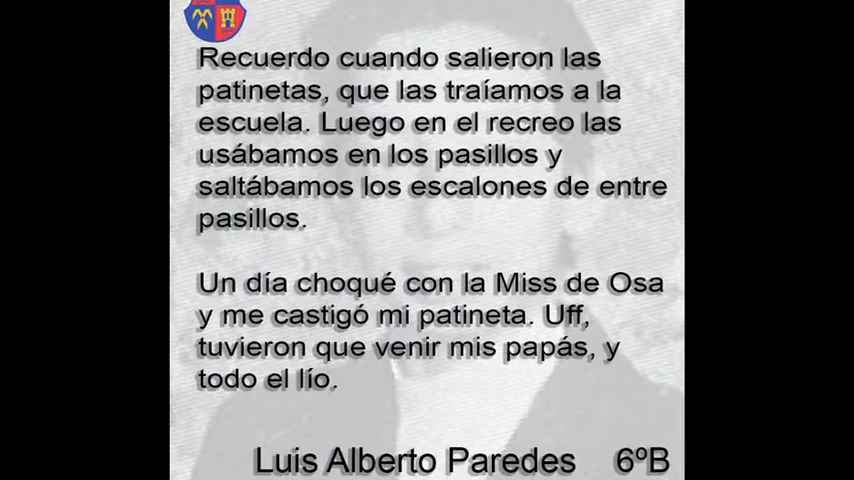 Recuerdo cuando salieron las
patinetas, que las traíamos a la
escuela. Luego en el recreo las
usábamos en los pasillos y
saltábamos los escalones de entre
pasillos.
Un día choqué con la Miss de Osa
y me castigó mi patineta. Uff,
tuvieron que venir mis papás, y
todo el lío.
Luis Alberto Paredes 6ºB